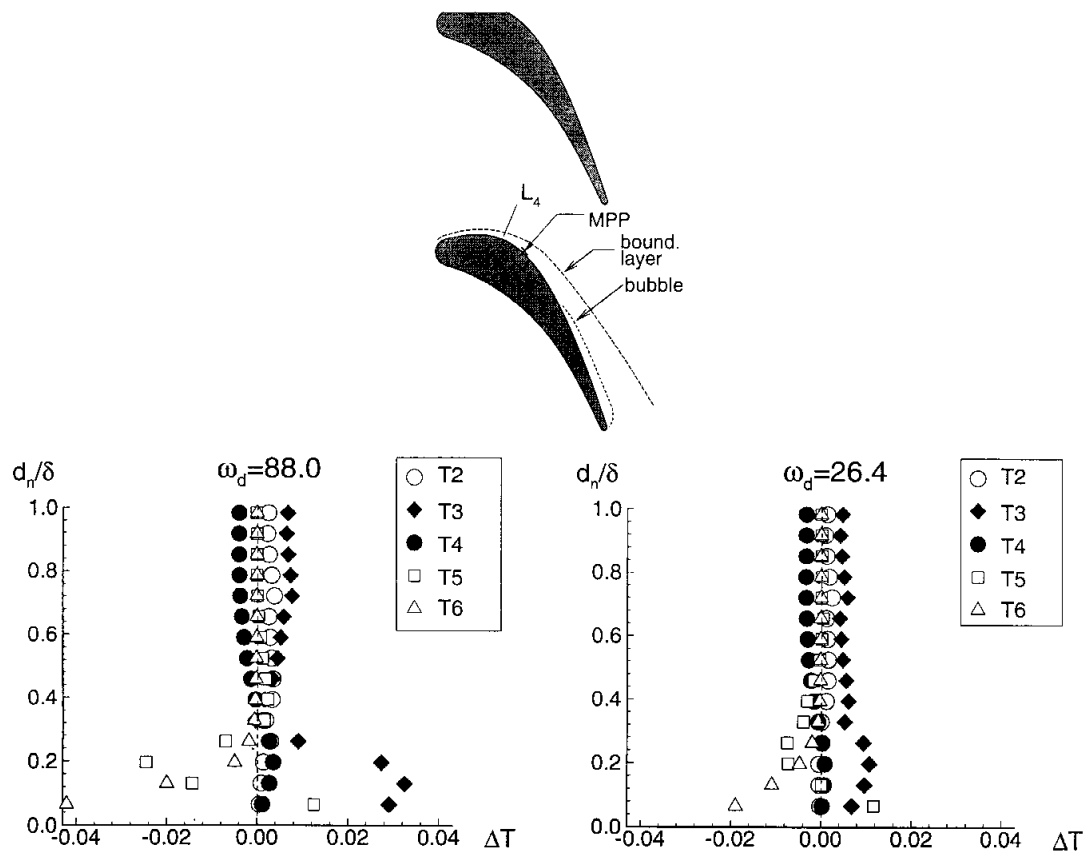 L4
MPP
bound.
layer
bubble
dn/δ
ωd=88.0
T2
T3
T4
T5
T6
1.0
0.8
0.6
0.4
0.2
0.0
-0.04
-0.02
0.00
0.02
0.04
ΔT
dn/δ
ωd=26.4
T2
T3
T4
T5
T6
1.0
0.8
0.6
0.4
0.2
0.0
-0.04
-0.02
0.00
0.02
0.04
ΔT